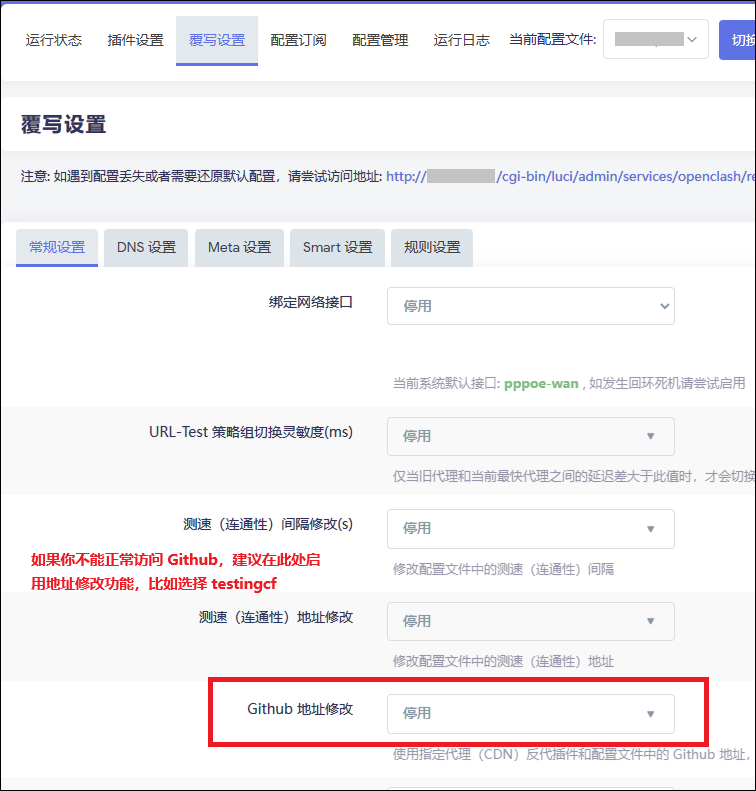 运行状态 插件设置 覆写设置 配置订阅 配置管理 运行日志 当前配置文件: 切换
覆写设置
注意: 如遇到配置丢失或者需要还原默认配置，请尝试访问地址: http:// /cgi-bin/luci/admin/services/openclash/re
常规设置 DNS 设置 Meta 设置 Smart 设置 规则设置
绑定网络接口 停用
当前系统默认接口: pppoe-wan , 如发生回环死机请尝试启用
URL-Test 策略组切换灵敏度(ms) 停用
仅当旧代理和当前最快代理之间的延迟差大于此值时，才会切换
测速（连通性）间隔修改(s) 停用
如果你不能正常访问 Github，建议在此处启
用地址修改功能，比如选择 testingcf
修改配置文件中的测速（连通性）间隔
测速（连通性）地址修改 停用
修改配置文件中的测速（连通性）地址
Github 地址修改 停用
使用指定代理（CDN）反代插件和配置文件中的 Github 地址，